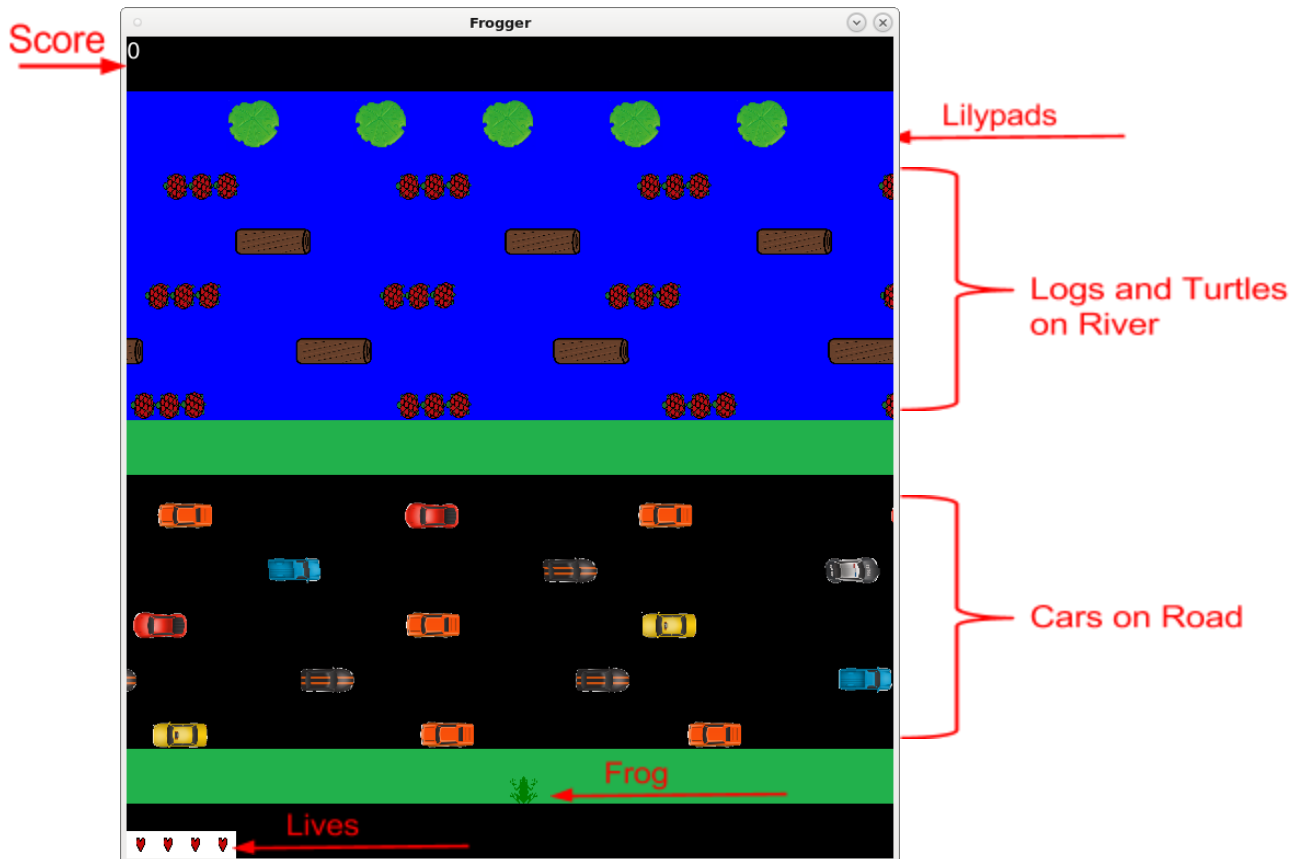 Frogger
Score
0
Lilypads
Logs and Turtles
on River
Cars on Road
Frog
Lives